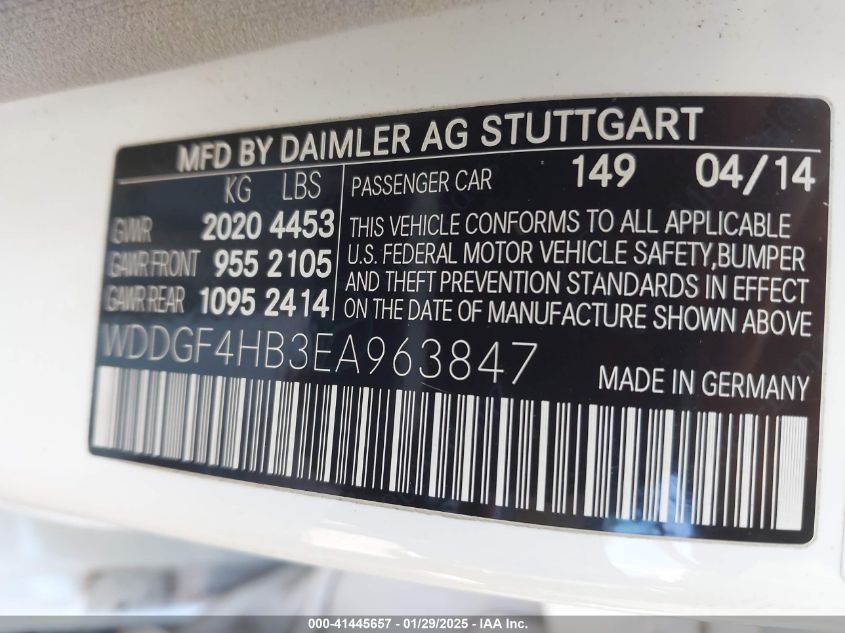 MFD BY DAIMLER AG STUTTGART
KG LBS
GVWR 2020 4453
GAWR FRONT 955 2105
GAWR REAR 1095 2414
PASSENGER CAR 149 04/14
THIS VEHICLE CONFORMS TO ALL APPLICABLE
U.S. FEDERAL MOTOR VEHICLE SAFETY,BUMPER
AND THEFT PREVENTION STANDARDS IN EFFECT
ON THE DATE OF MANUFACTURE SHOWN ABOVE
WDDGF4HB3EA963847
MADE IN GERMANY
000-41445657 - 01/29/2025 - IAA Inc.